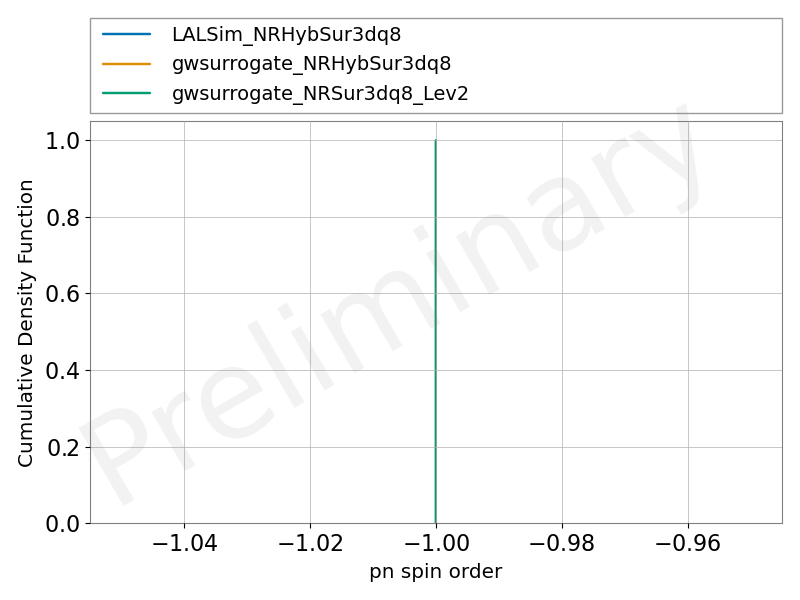 LALSim_NRHybSur3dq8
gwsurrogate_NRHybSur3dq8
gwsurrogate_NRSur3dq8_Lev2
Preliminary
Cumulative Density Function
1.0
0.8
0.6
0.4
0.2
0.0
−1.04 −1.02 −1.00 −0.98 −0.96
pn spin order